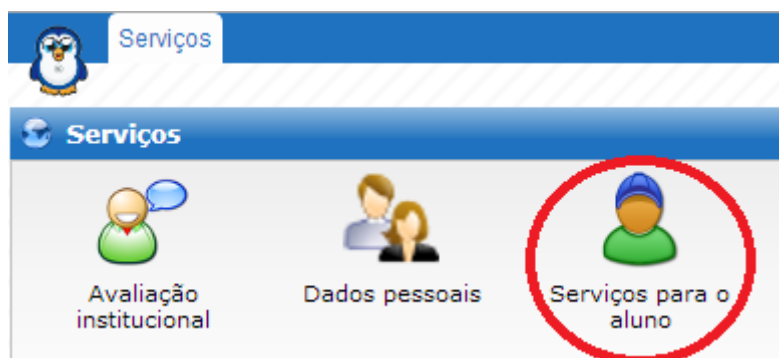 Serviços
Serviços
Avaliação
institucional
Dados pessoais
Serviços para o
aluno